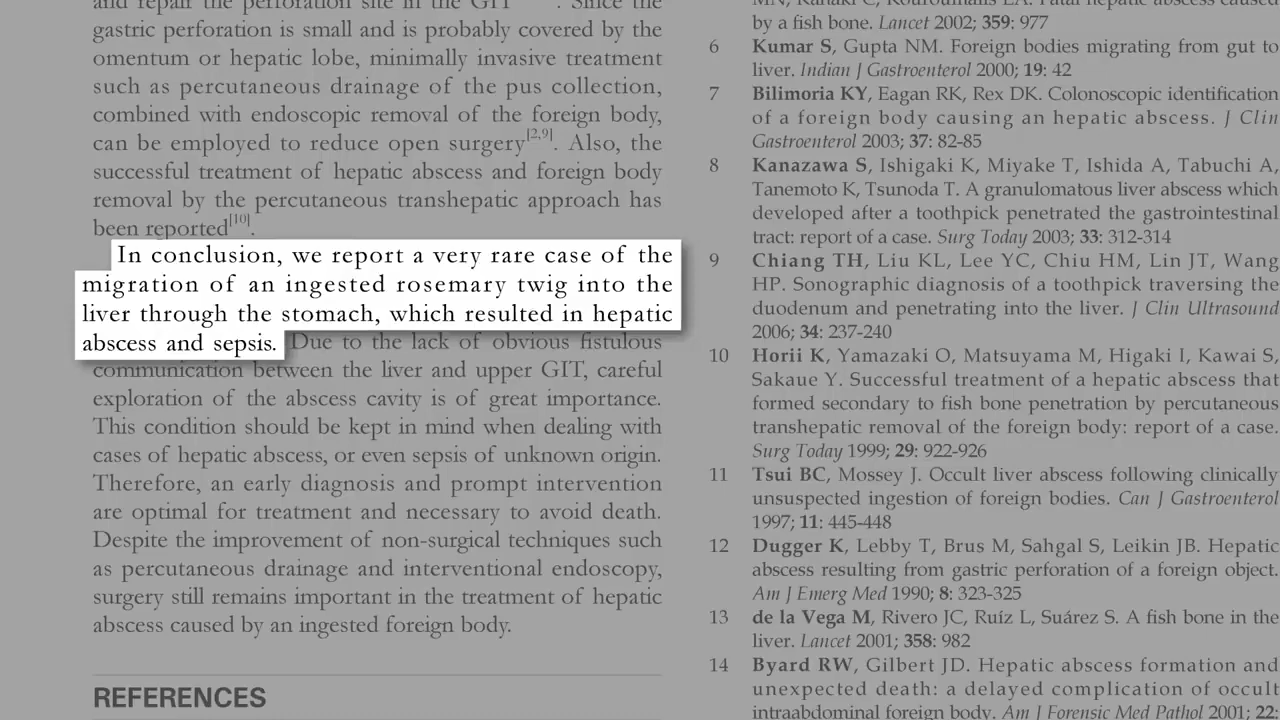 and repair the perforation site in the GIT
. Since the
gastric perforation is small and is probably covered by the
omentum or hepatic lobe, minimally invasive treatment
such as percutaneous drainage of the pus collection,
combined with endoscopic removal of the foreign body,
can be employed to reduce open surgery[2,9]. Also, the
successful treatment of hepatic abscess and foreign body
removal by the percutaneous transhepatic approach has
been reported[10].
In conclusion, we report a very rare case of the
migration of an ingested rosemary twig into the
liver through the stomach, which resulted in hepatic
abscess and sepsis. Due to the lack of obvious fistulous
communication between the liver and upper GIT, careful
exploration of the abscess cavity is of great importance.
This condition should be kept in mind when dealing with
cases of hepatic abscess, or even sepsis of unknown origin.
Therefore, an early diagnosis and prompt intervention
are optimal for treatment and necessary to avoid death.
Despite the improvement of non-surgical techniques such
as percutaneous drainage and interventional endoscopy,
surgery still remains important in the treatment of hepatic
abscess caused by an ingested foreign body.
REFERENCES
MN, Kanaki C, Kouroumalis EA. Fatal hepatic abscess caused
by a fish bone. Lancet 2002; 359: 977
6 Kumar S, Gupta NM. Foreign bodies migrating from gut to
liver. Indian J Gastroenterol 2000; 19: 42
7 Bilimoria KY, Eagan RK, Rex DK. Colonoscopic identification
of a foreign body causing an hepatic abscess. J Clin
Gastroenterol 2003; 37: 82-85
8 Kanazawa S, Ishigaki K, Miyake T, Ishida A, Tabuchi A,
Tanemoto K, Tsunoda T. A granulomatous liver abscess which
developed after a toothpick penetrated the gastrointestinal
tract: report of a case. Surg Today 2003; 33: 312-314
9 Chiang TH, Liu KL, Lee YC, Chiu HM, Lin JT, Wang
HP. Sonographic diagnosis of a toothpick traversing the
duodenum and penetrating into the liver. J Clin Ultrasound
2006; 34: 237-240
10 Horii K, Yamazaki O, Matsuyama M, Higaki I, Kawai S,
Sakaue Y. Successful treatment of a hepatic abscess that
formed secondary to fish bone penetration by percutaneous
transhepatic removal of the foreign body: report of a case.
Surg Today 1999; 29: 922-926
11 Tsui BC, Mossey J. Occult liver abscess following clinically
unsuspected ingestion of foreign bodies. Can J Gastroenterol
1997; 11: 445-448
12 Dugger K, Lebby T, Brus M, Sahgal S, Leikin JB. Hepatic
abscess resulting from gastric perforation of a foreign object.
Am J Emerg Med 1990; 8: 323-325
13 de la Vega M, Rivero JC, Ruíz L, Suárez S. A fish bone in the
liver. Lancet 2001; 358: 982
14 Byard RW, Gilbert JD. Hepatic abscess formation and
unexpected death: a delayed complication of occult
intraabdominal foreign body. Am J Forensic Med Pathol 2001; 22: